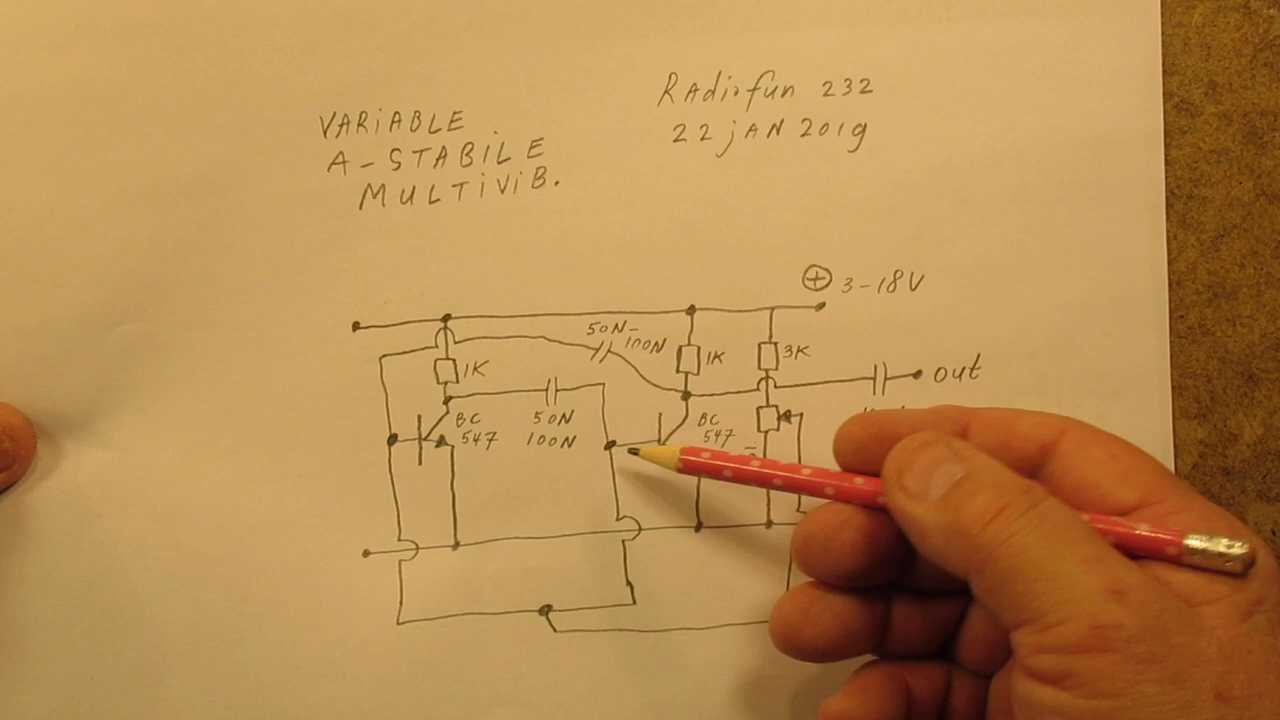 VARiABLE
A-STABiLE
MULTiViB.
RAdiofun 232
22 jAN 2019
+ 3-18V
50N-
100N
1K
1K
3K
out
BC
547
50N
100N
BC
547